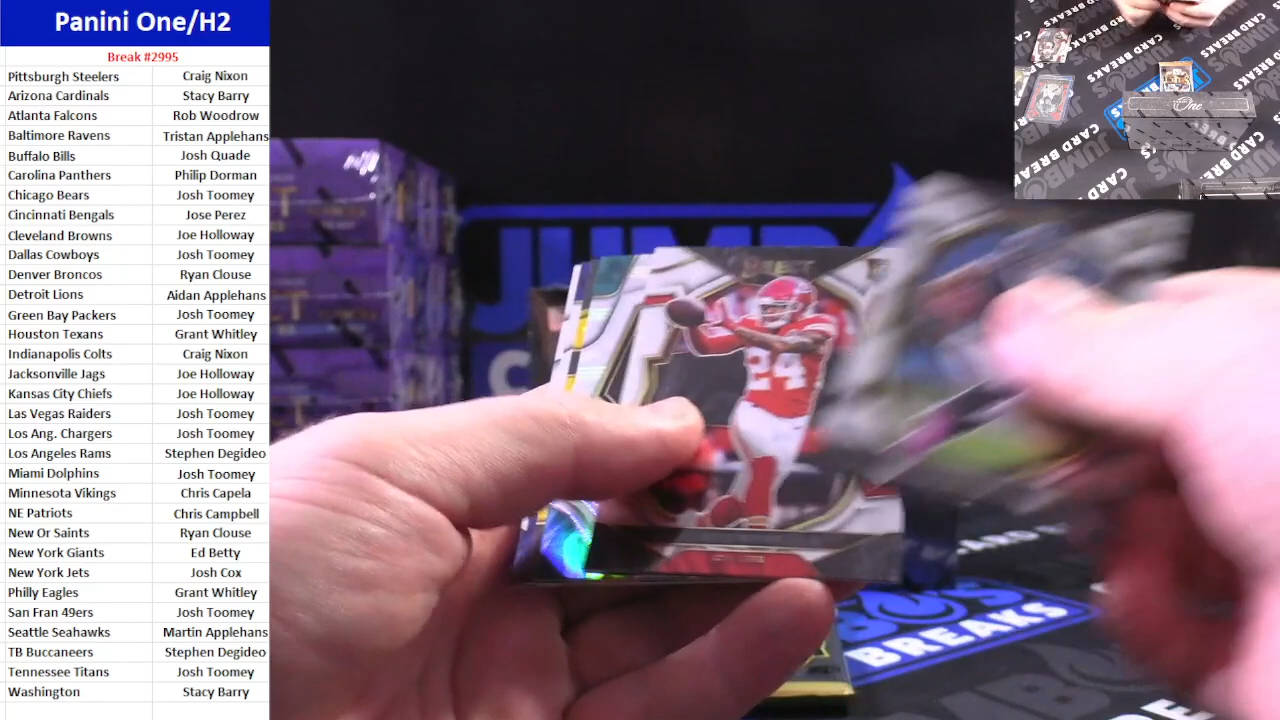 Panini One/H2
Break #2995
Pittsburgh Steelers Craig Nixon
Arizona Cardinals Stacy Barry
Atlanta Falcons Rob Woodrow
Baltimore Ravens Tristan Applehans
Buffalo Bills Josh Quade
Carolina Panthers Philip Dorman
Chicago Bears Josh Toomey
Cincinnati Bengals Jose Perez
Cleveland Browns Joe Holloway
Dallas Cowboys Josh Toomey
Denver Broncos Ryan Clouse
Detroit Lions Aidan Applehans
Green Bay Packers Josh Toomey
Houston Texans Grant Whitley
Indianapolis Colts Craig Nixon
Jacksonville Jags Joe Holloway
Kansas City Chiefs Joe Holloway
Las Vegas Raiders Josh Toomey
Los Ang. Chargers Josh Toomey
Los Angeles Rams Stephen Degideo
Miami Dolphins Josh Toomey
Minnesota Vikings Chris Capela
NE Patriots Chris Campbell
New Or Saints Ryan Clouse
New York Giants Ed Betty
New York Jets Josh Cox
Philly Eagles Grant Whitley
San Fran 49ers Josh Toomey
Seattle Seahawks Martin Applehans
TB Buccaneers Stephen Degideo
Tennessee Titans Josh Toomey
Washington Stacy Barry
JUMB
C
24
BREAKS
JUMBO'S
CARD BREAKS
One